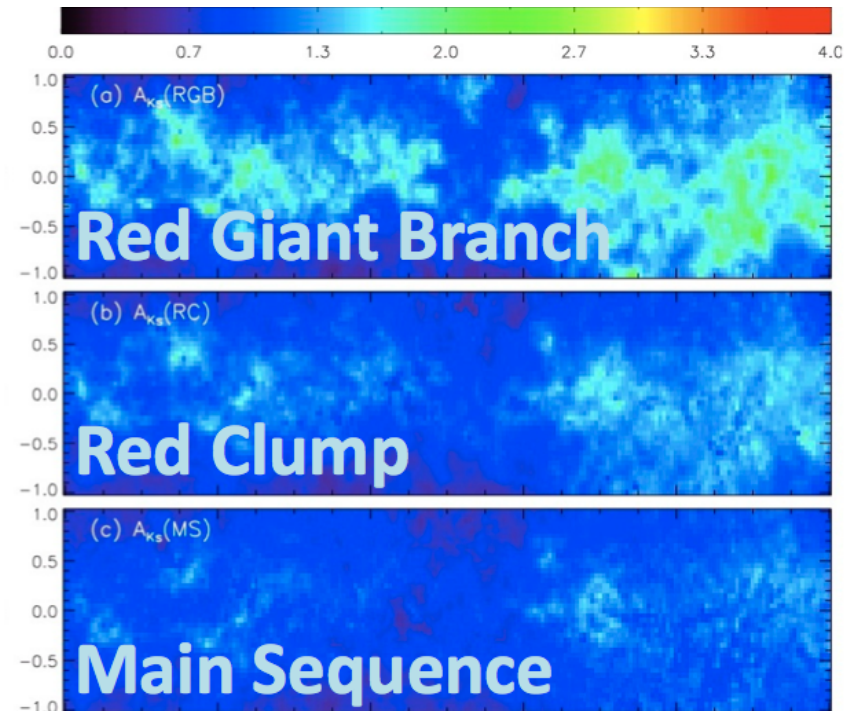 0.0 0.7 1.3 2.0 2.7 3.3 4.0
1.0
(a) A_Ks(RGB)
0.5
0.0
−0.5
Red Giant Branch
−1.0
1.0
(b) A_Ks(RC)
0.5
0.0
−0.5
Red Clump
−1.0
1.0
(c) A_Ks(MS)
0.5
0.0
−0.5
Main Sequence
−1.0